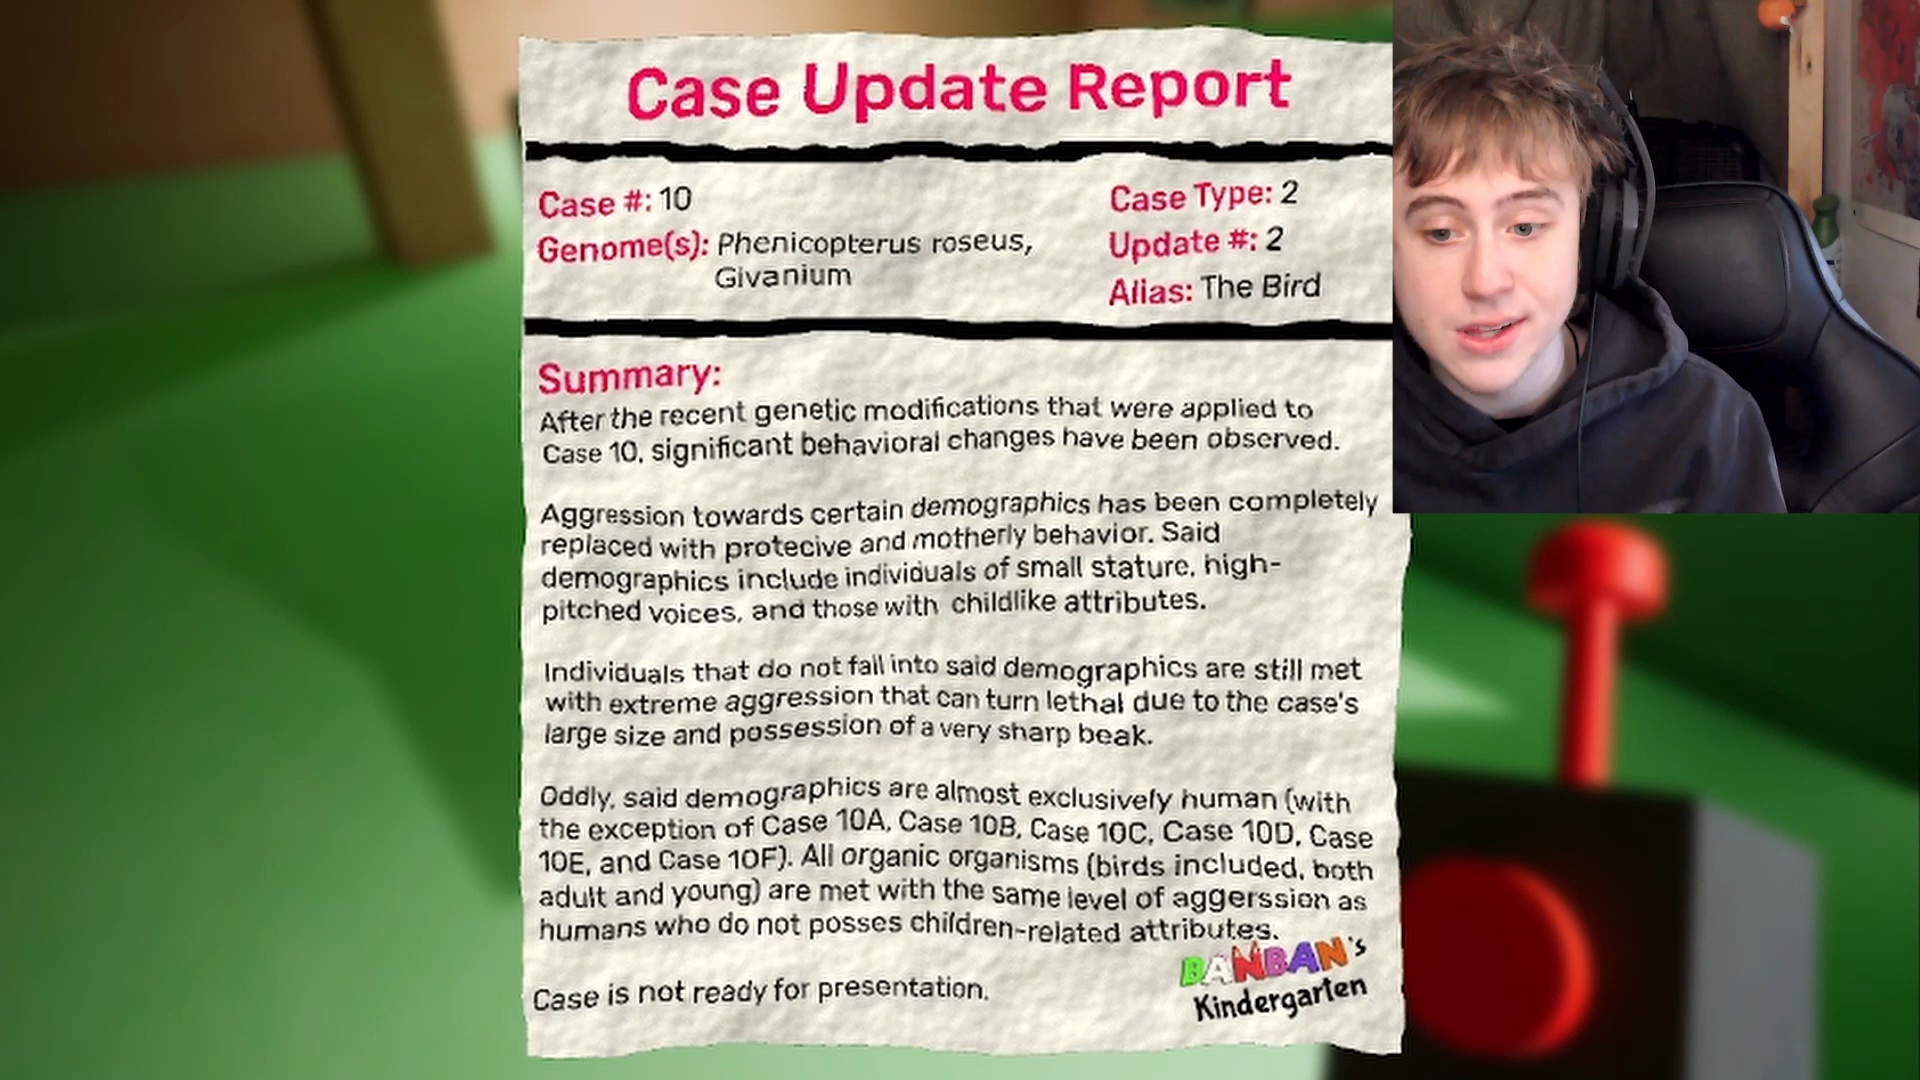 Case Update Report
Case #: 10
Genome(s): Phenicopterus roseus,
Givanium
Case Type: 2
Update #: 2
Alias: The Bird
Summary:
After the recent genetic modifications that were applied to
Case 10, significant behavioral changes have been observed.
Aggression towards certain demographics has been completely
replaced with protecive and motherly behavior. Said
demographics include individuals of small stature, high-
pitched voices, and those with childlike attributes.
Individuals that do not fall into said demographics are still met
with extreme aggression that can turn lethal due to the case's
large size and possession of a very sharp beak.
Oddly, said demographics are almost exclusively human (with
the exception of Case 10A, Case 10B, Case 10C, Case 10D, Case
10E, and Case 10F). All organic organisms (birds included, both
adult and young) are met with the same level of aggerssion as
humans who do not posses children-related attributes.
Case is not ready for presentation.
BANBAN's
Kindergarten